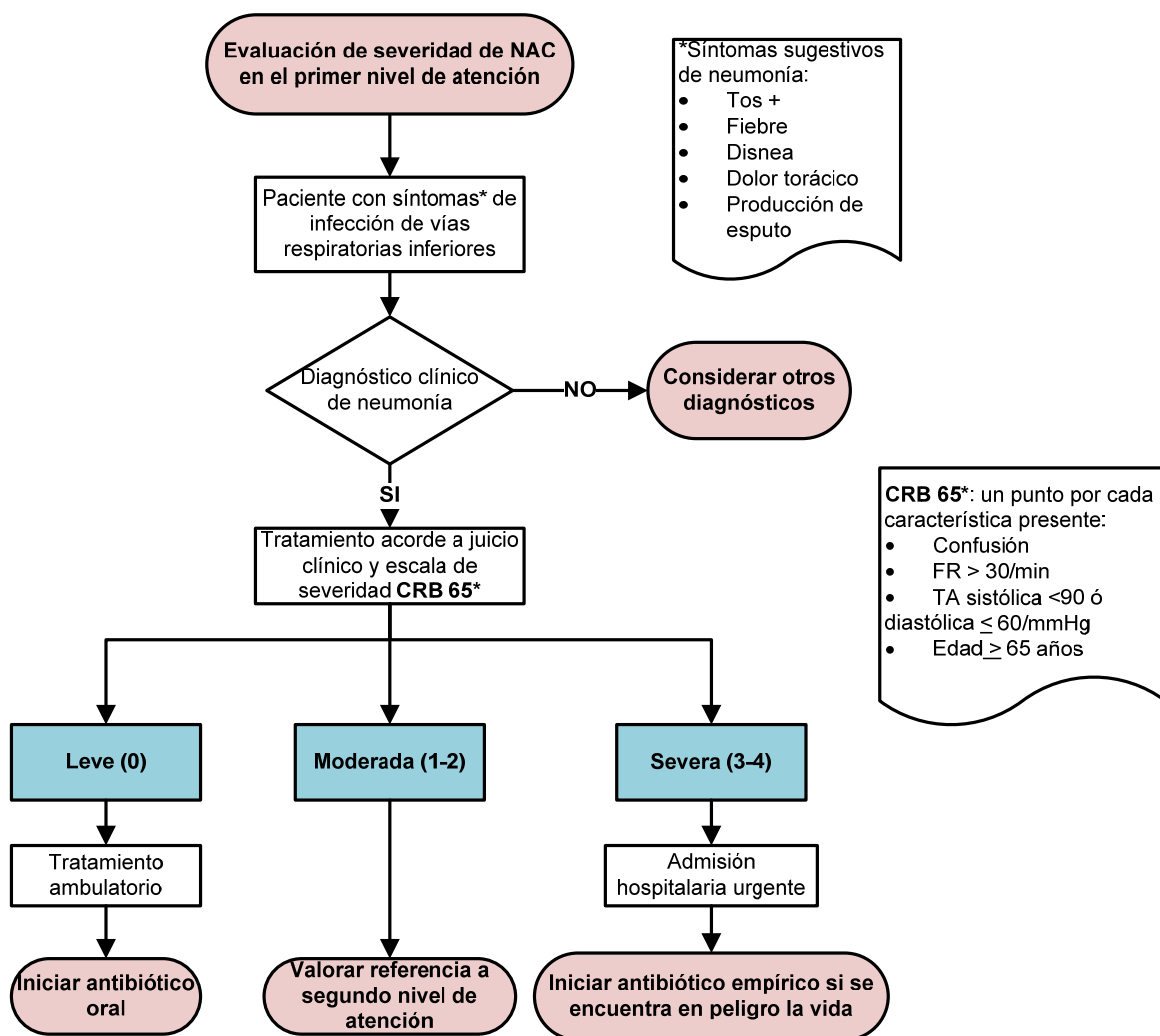 Evaluación de severidad de NAC
en el primer nivel de atención
*Síntomas sugestivos
de neumonía:
• Tos +
• Fiebre
• Disnea
• Dolor torácico
• Producción de
esputo
Paciente con síntomas* de
infección de vías
respiratorias inferiores
Diagnóstico clínico
de neumonía
NO
Considerar otros
diagnósticos
SI
CRB 65*: un punto por cada
característica presente:
• Confusión
• FR > 30/min
• TA sistólica <90 ó
diastólica ≤ 60/mmHg
• Edad ≥ 65 años
Tratamiento acorde a juicio
clínico y escala de
severidad CRB 65*
Leve (0)
Moderada (1-2)
Severa (3-4)
Tratamiento
ambulatorio
Admisión
hospitalaria urgente
Iniciar antibiótico
oral
Valorar referencia a
segundo nivel de
atención
Iniciar antibiótico empírico si se
encuentra en peligro la vida